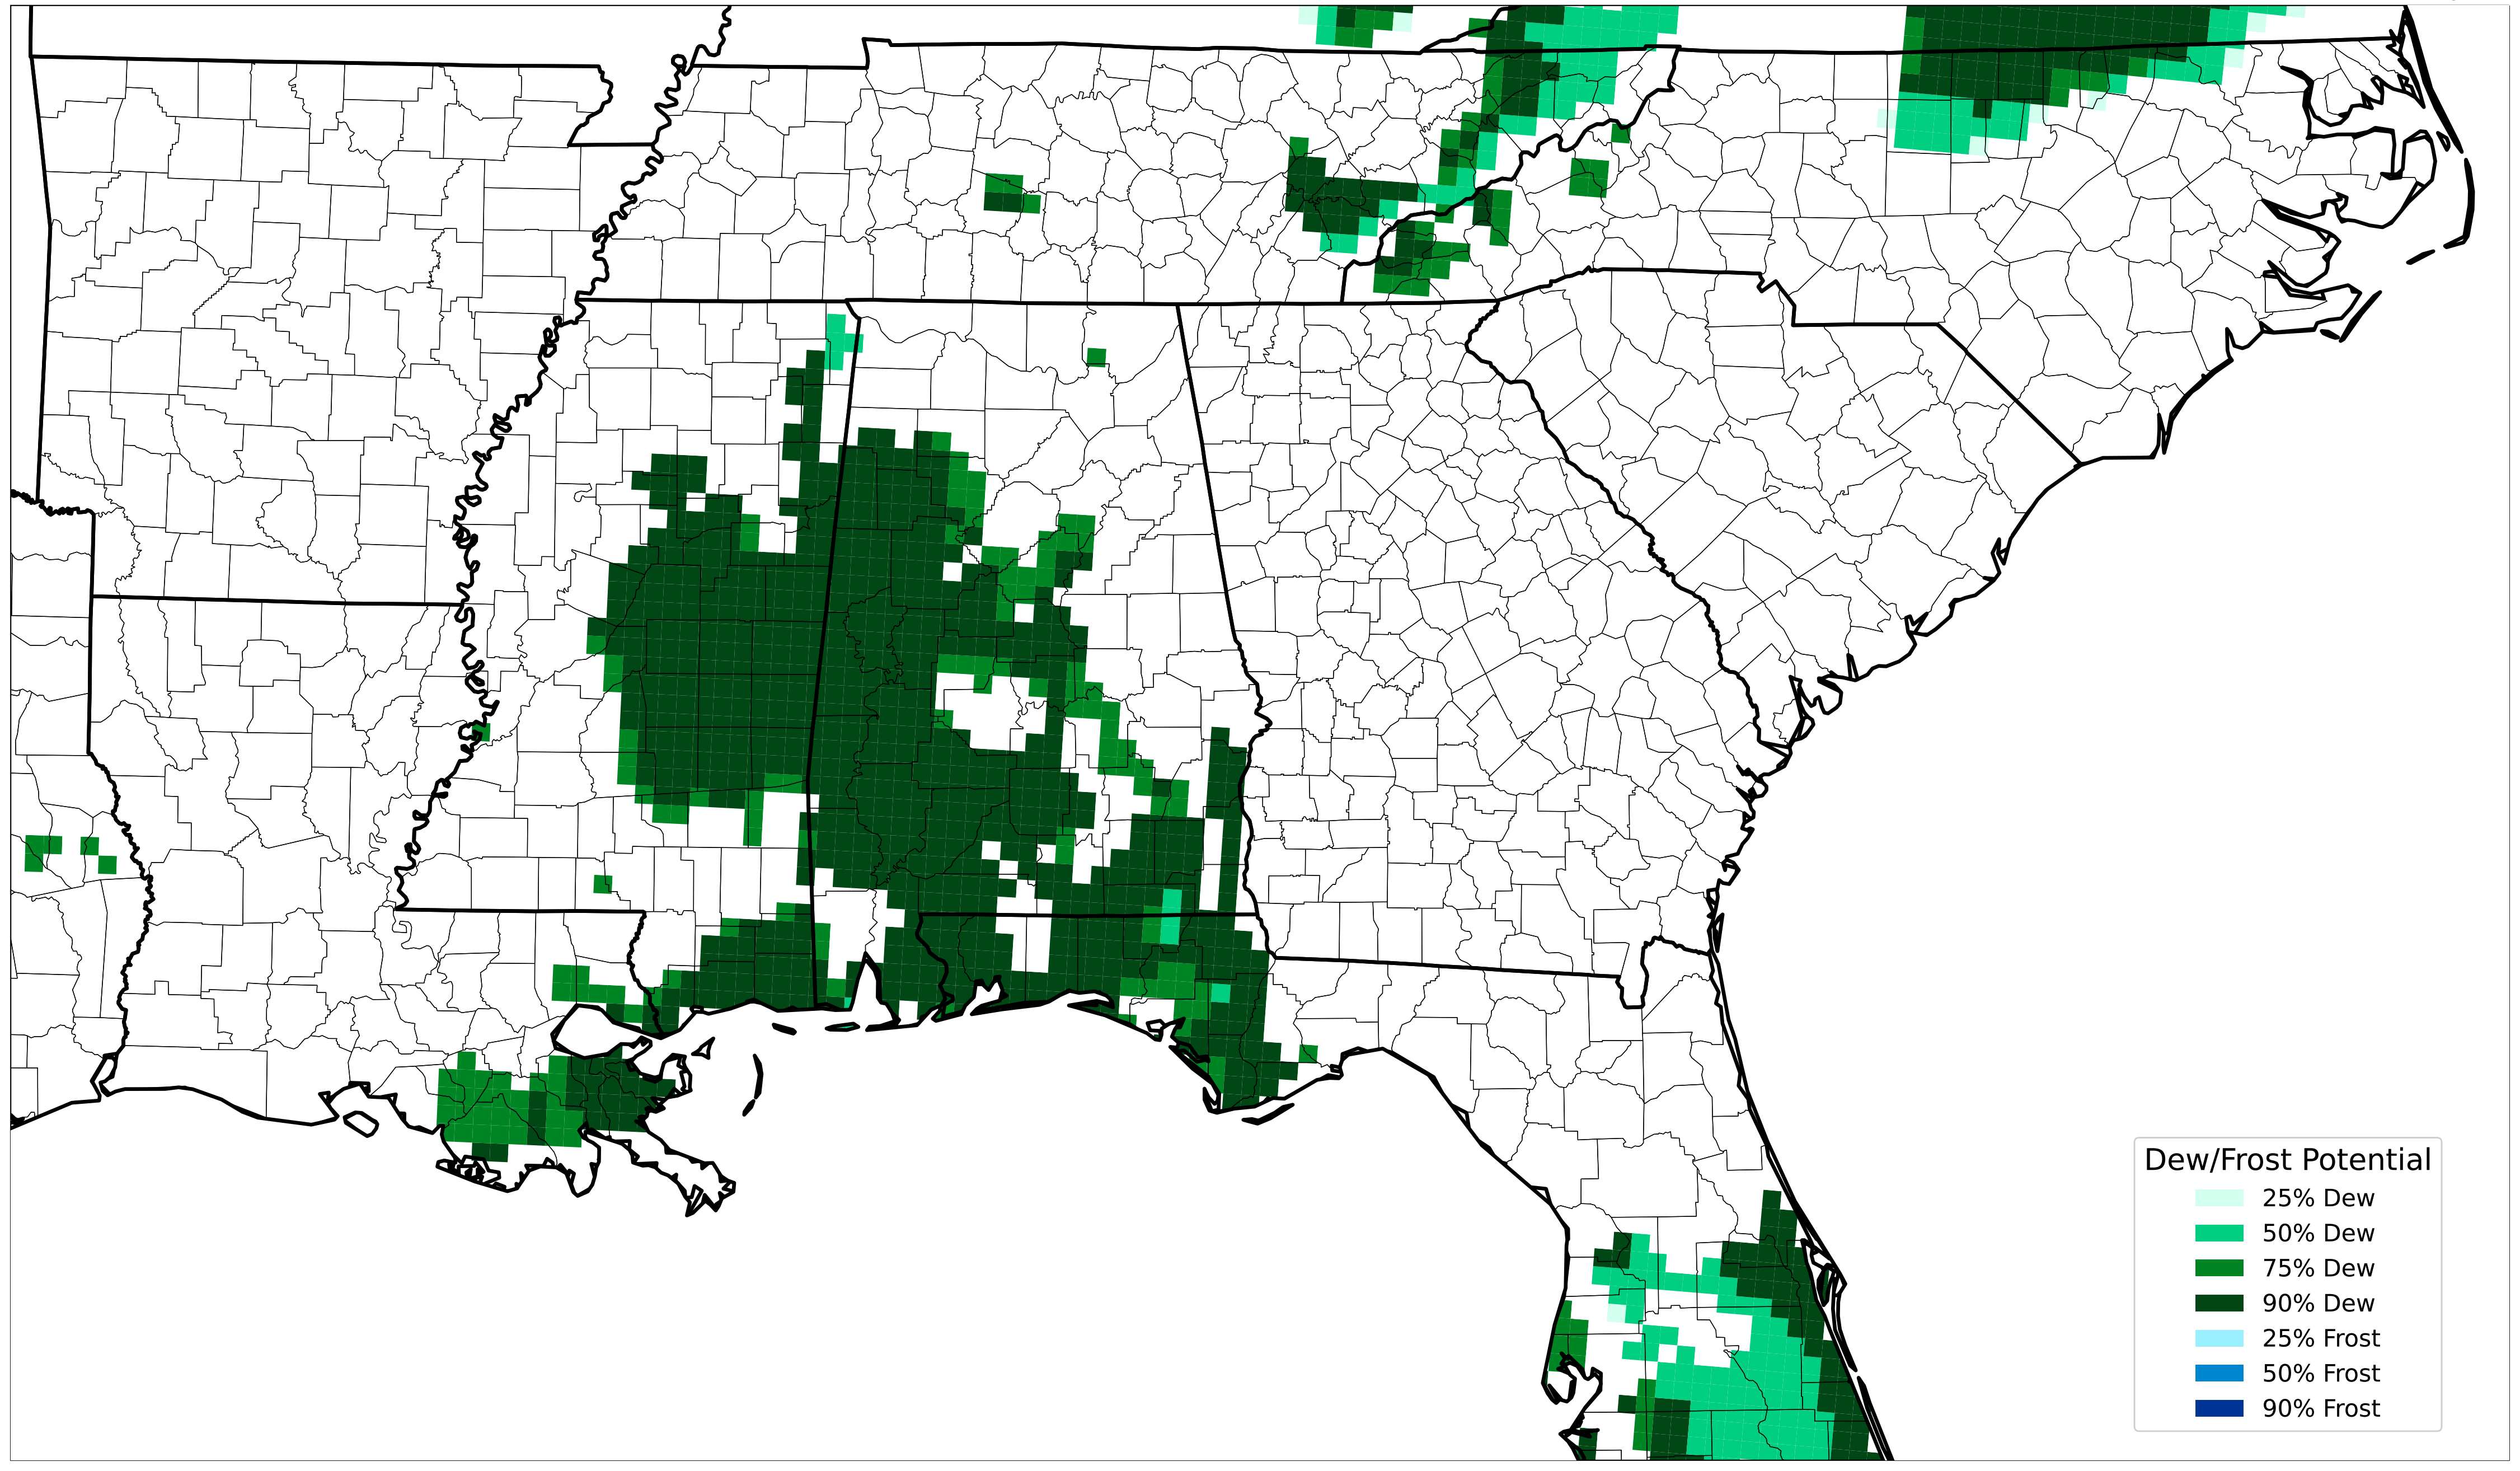 Dew/Frost Potential
25% Dew
50% Dew
75% Dew
90% Dew
25% Frost
50% Frost
90% Frost